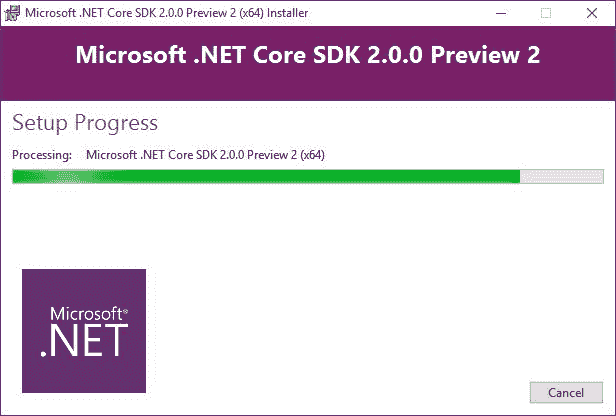 Microsoft .NET Core SDK 2.0.0 Preview 2 (x64) Installer
Microsoft .NET Core SDK 2.0.0 Preview 2
Setup Progress
Processing: Microsoft .NET Core SDK 2.0.0 Preview 2 (x64)
Microsoft®
.NET
Cancel